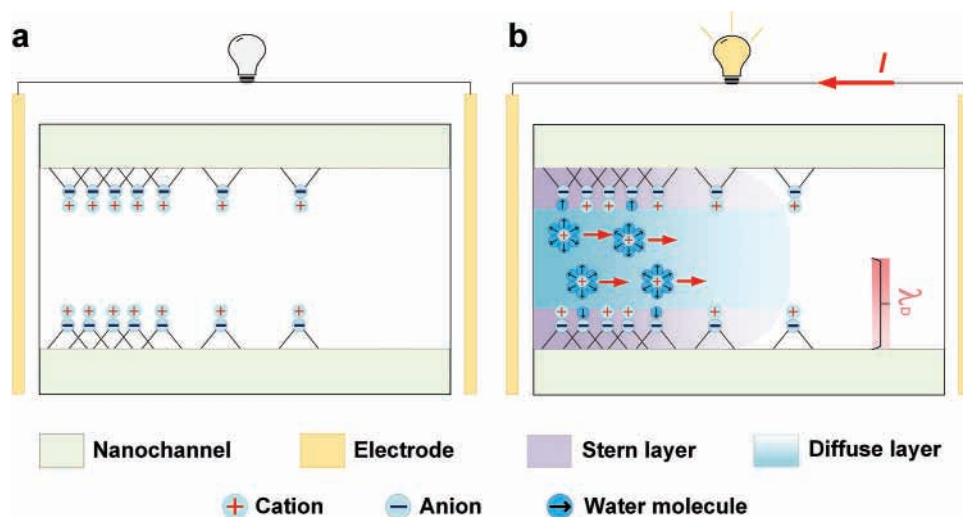 a
b
I
λD
Nanochannel
Electrode
Stern layer
Diffuse layer
Cation
Anion
Water molecule